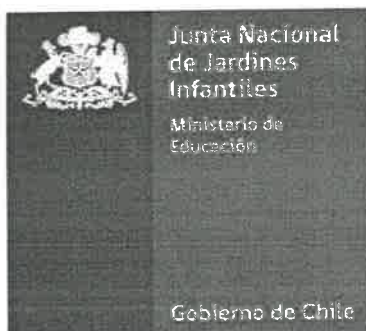 Junta Nacional
de Jardines
Infantiles
Ministerio de
Educación
Gobierno de Chile